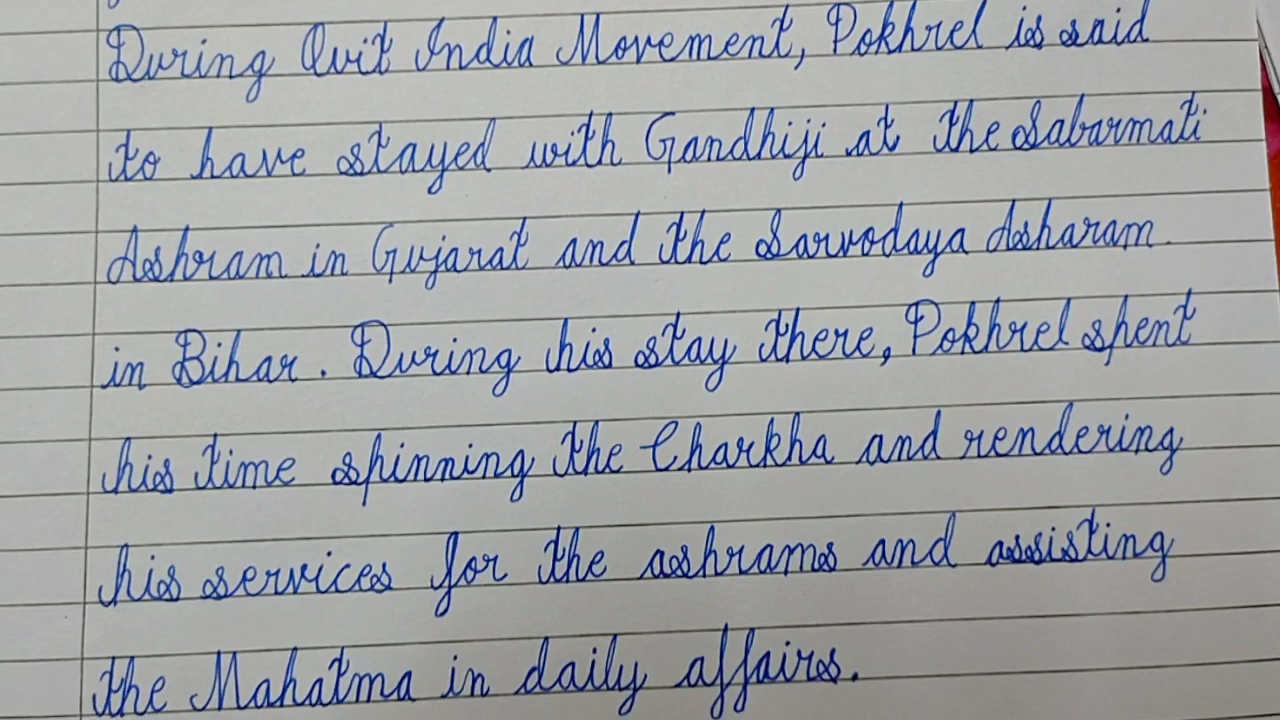 During Quit India Movement, Pokhrel is said
to have stayed with Gandhiji at the Sabarmati
Ashram in Gujarat and the Sarvodaya Asharam
in Bihar. During his stay there, Pokhrel spent
his time spinning the Charkha and rendering
his services for the ashrams and assisting
the Mahatma in daily affairs.